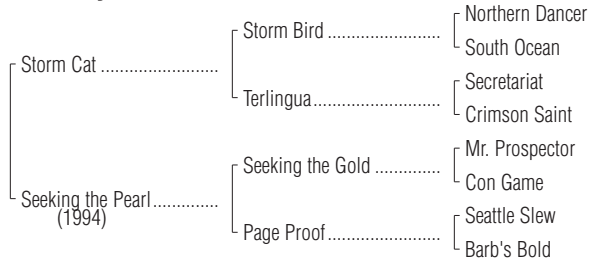 Northern Dancer
Storm Bird ......................
South Ocean
Storm Cat .......................
Secretariat
Terlingua.........................
Crimson Saint
Mr. Prospector
Seeking the Gold .............
Con Game
Seeking the Pearl.............
(1994)
Seattle Slew
Page Proof......................
Barb's Bold